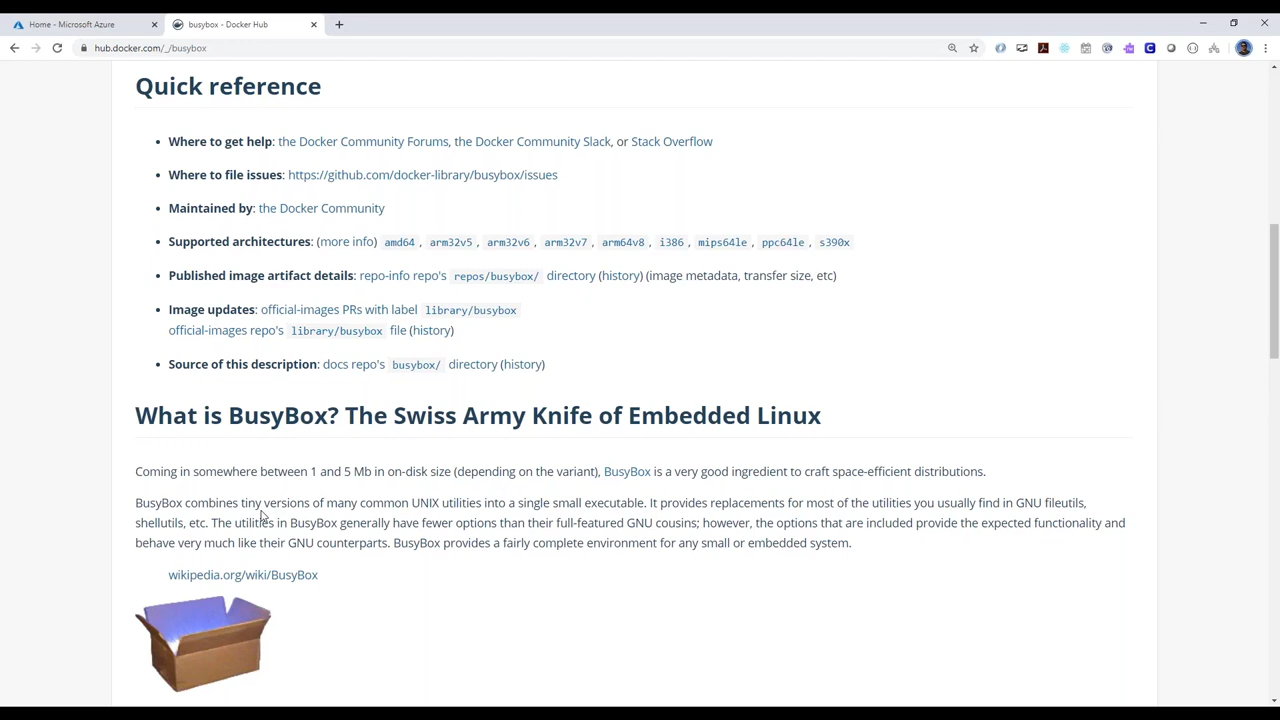 Home - Microsoft Azure
busybox - Docker Hub
hub.docker.com/_/busybox
Quick reference
Where to get help: the Docker Community Forums, the Docker Community Slack, or Stack Overflow
Where to file issues: https://github.com/docker-library/busybox/issues
Maintained by: the Docker Community
Supported architectures: (more info) amd64, arm32v5, arm32v6, arm32v7, arm64v8, i386, mips64le, ppc64le, s390x
Published image artifact details: repo-info repo's repos/busybox/ directory (history) (image metadata, transfer size, etc)
Image updates: official-images PRs with label library/busybox
official-images repo's library/busybox file (history)
Source of this description: docs repo's busybox/ directory (history)
What is BusyBox? The Swiss Army Knife of Embedded Linux
Coming in somewhere between 1 and 5 Mb in on-disk size (depending on the variant), BusyBox is a very good ingredient to craft space-efficient distributions.
BusyBox combines tiny versions of many common UNIX utilities into a single small executable. It provides replacements for most of the utilities you usually find in GNU fileutils,
shellutils, etc. The utilities in BusyBox generally have fewer options than their full-featured GNU cousins; however, the options that are included provide the expected functionality and
behave very much like their GNU counterparts. BusyBox provides a fairly complete environment for any small or embedded system.
wikipedia.org/wiki/BusyBox